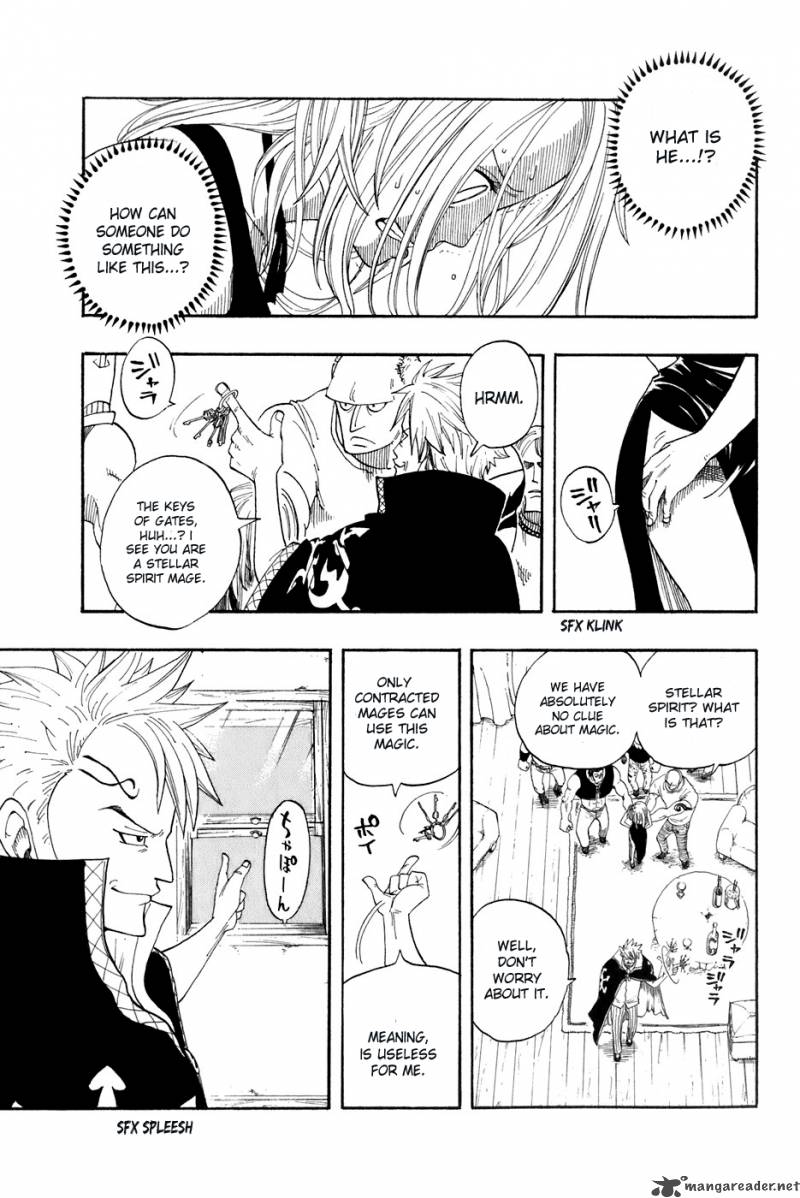 WHAT IS
HE...!?
HOW CAN
SOMEONE DO
SOMETHING
LIKE THIS...?
ジャラ
SFX KLINK
HRMM.
ジャラ
THE KEYS
OF GATES,
HUH...? I
SEE YOU ARE
A STELLAR
SPIRIT MAGE.
STELLAR
SPIRIT? WHAT
IS THAT?
WE HAVE
ABSOLUTELY
NO CLUE
ABOUT MAGIC.
WELL,
DON'T
WORRY
ABOUT IT.
ジャラ
ONLY
CONTRACTED
MAGES CAN
USE THIS
MAGIC.
ポイ
MEANING,
IS USELESS
FOR ME.
ちゃぽーん
SFX SPLEESH
mangareader.net